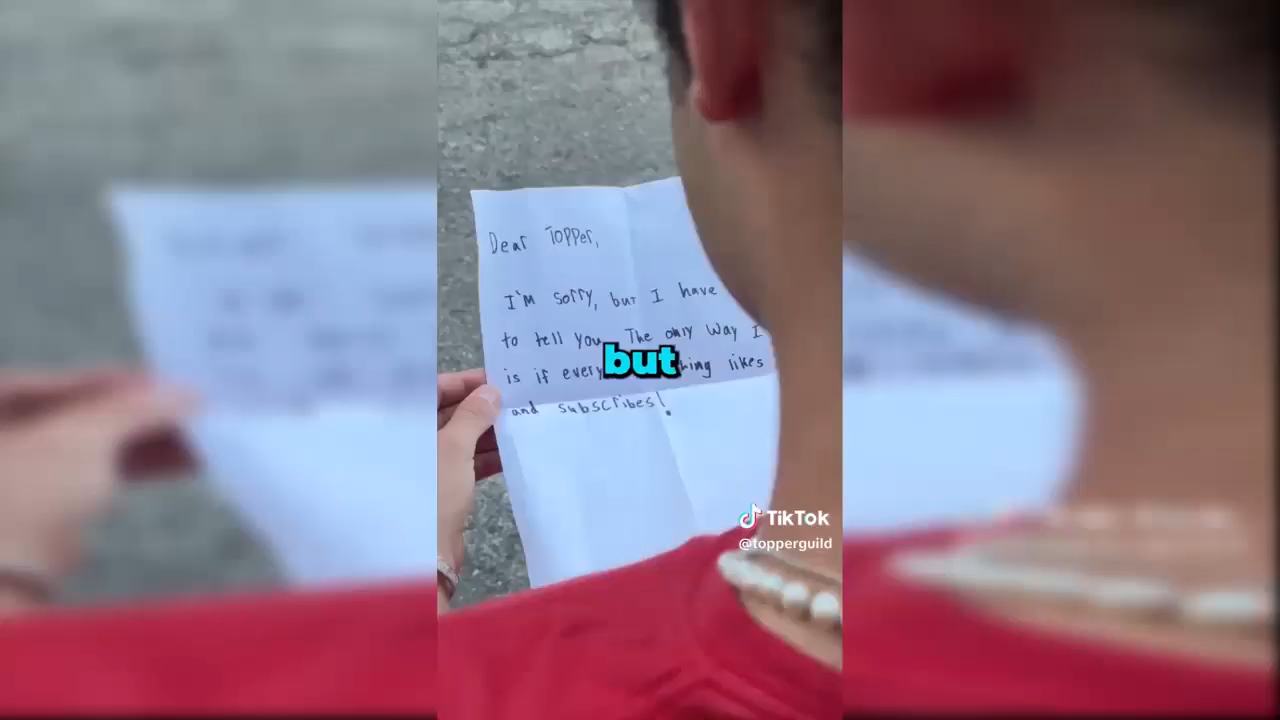 Dear Topper,
I'm sorry, but I have
to tell you The only way I
is if every hing likes
and subscribes!
but
TikTok
@topperguild